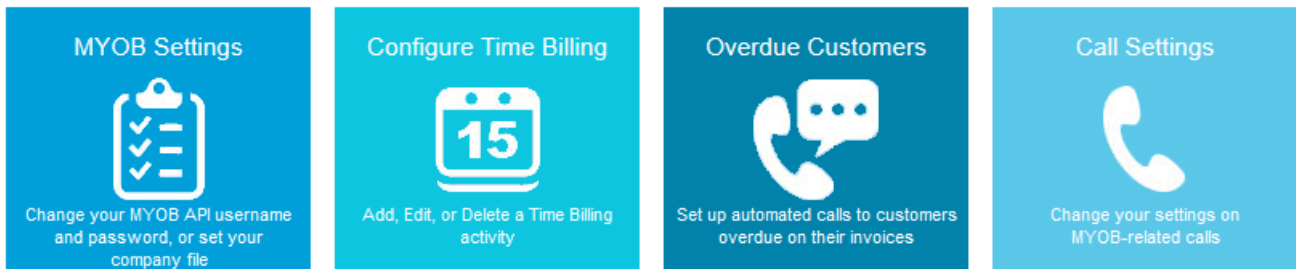 MYOB Settings
Change your MYOB API username
and password, or set your
company file
Configure Time Billing
15
Add, Edit, or Delete a Time Billing
activity
Overdue Customers
Set up automated calls to customers
overdue on their invoices
Call Settings
Change your settings on
MYOB-related calls